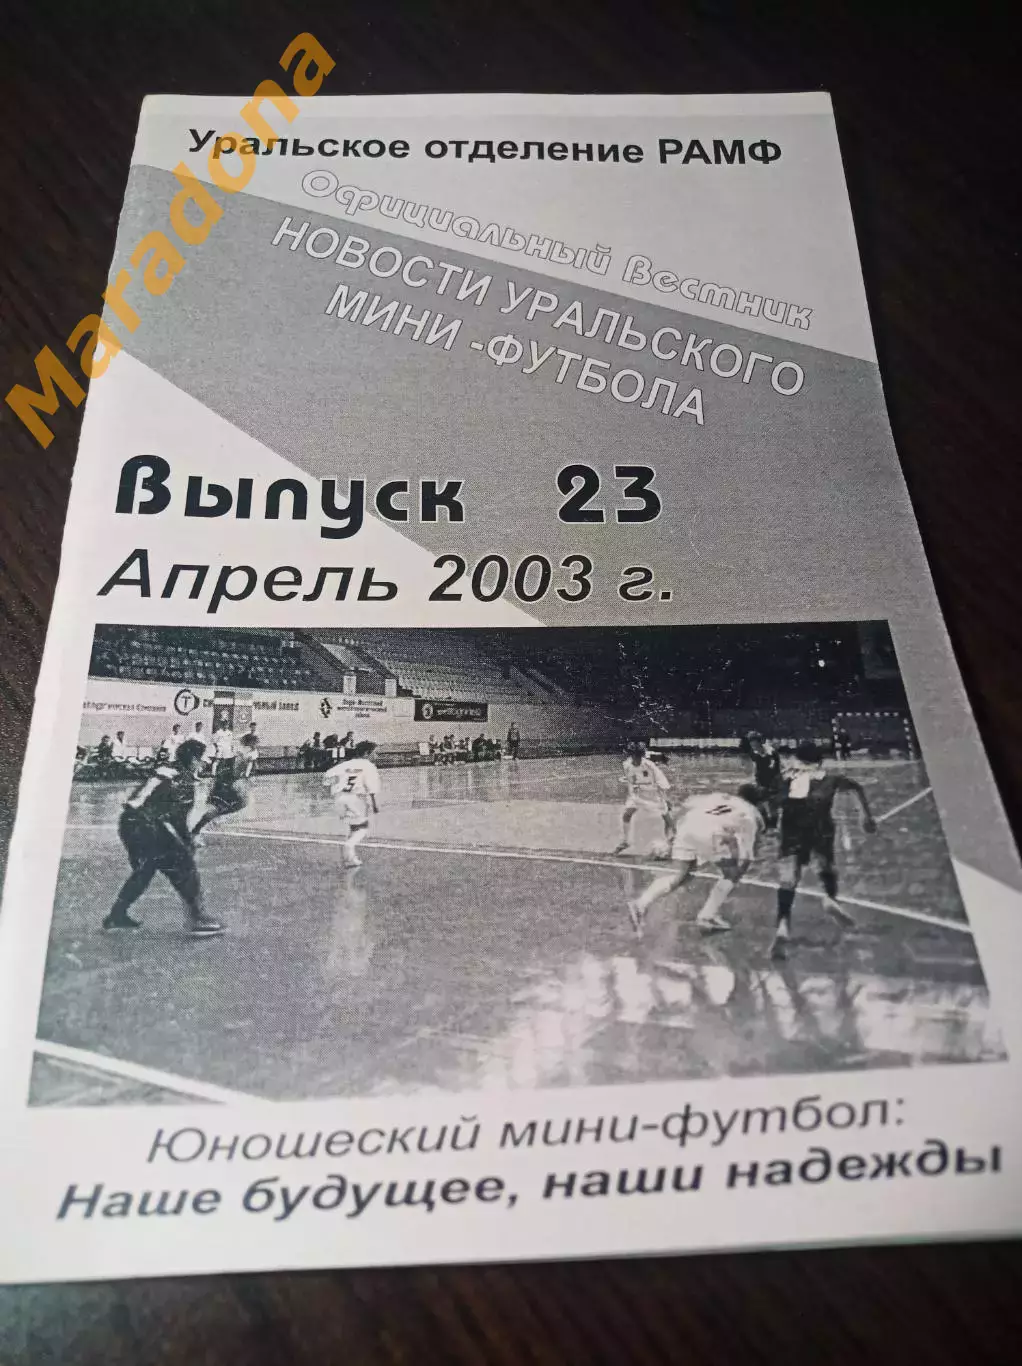 Maradona
Уральское отделение РАМФ
Официальный Вестник
НОВОСТИ УРАЛЬСКОГО
МИНИ -ФУТБОЛА
Выпуск 23
Апрель 2003 г.
5
Юношеский мини-футбол:
Наше будущее, наши надежды